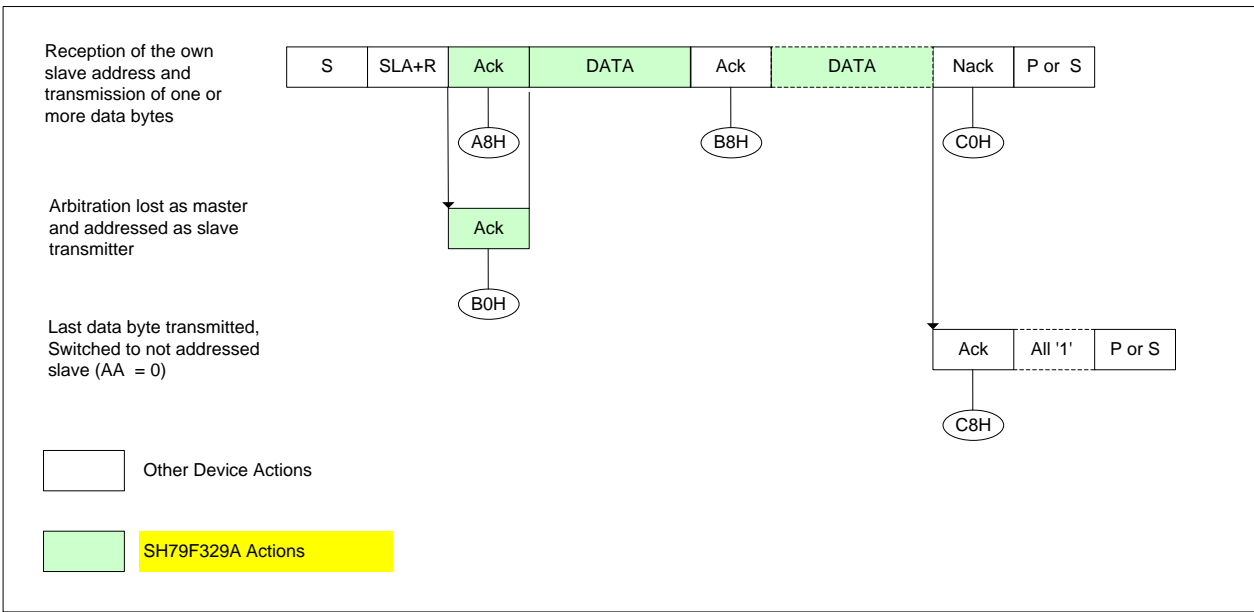 Reception of the own
slave address and
transmission of one or
more data bytes
S SLA+R Ack DATA Ack DATA Nack P or S
A8H B8H C0H
Arbitration lost as master
and addressed as slave
transmitter
Ack
B0H
Last data byte transmitted,
Switched to not addressed
slave (AA = 0)
Ack All '1' P or S
C8H
Other Device Actions
SH79F329A Actions